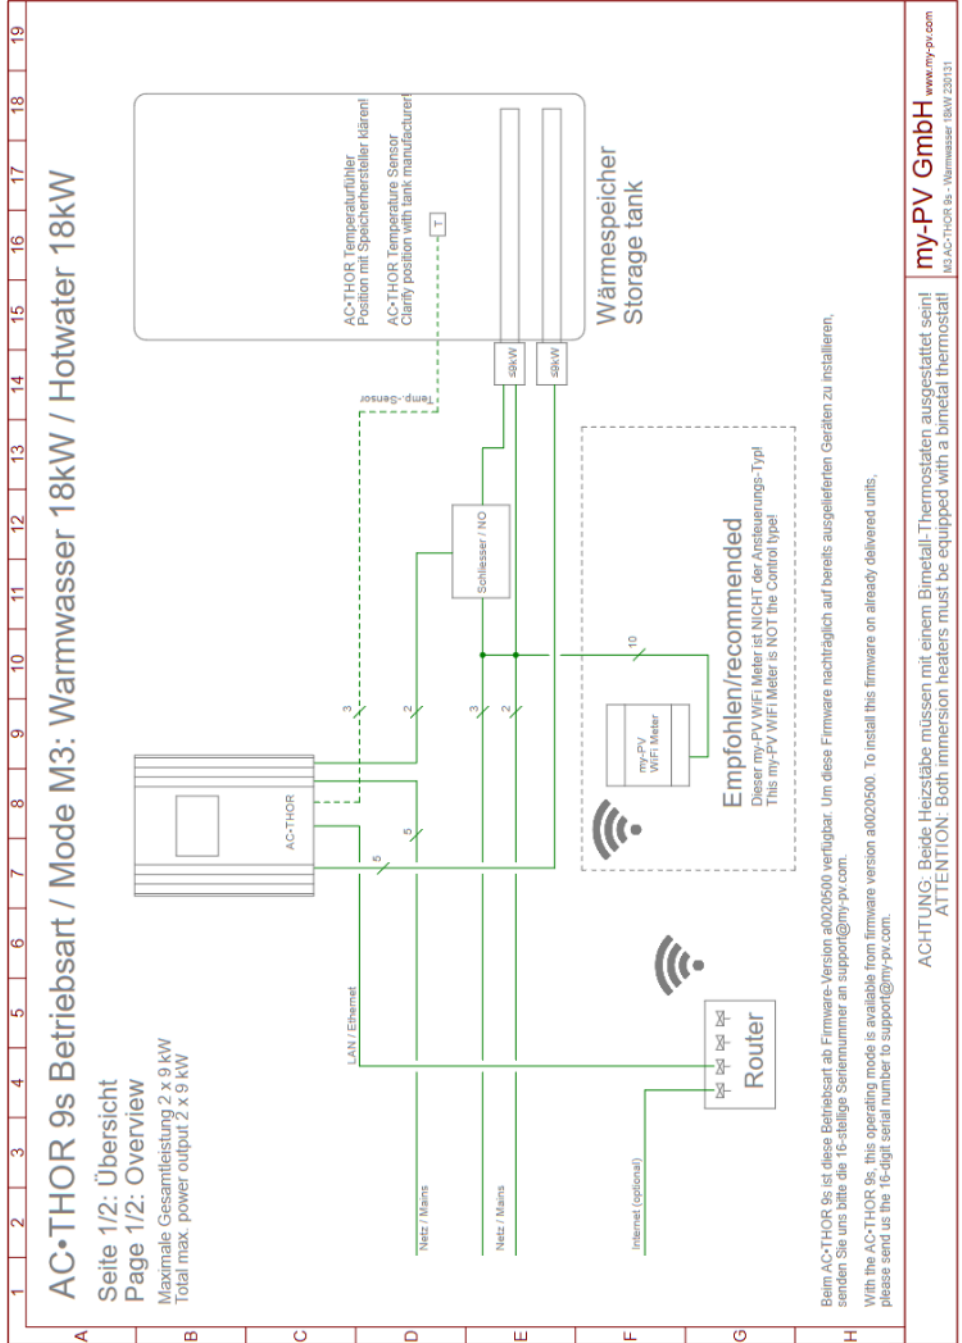 1 2 3 4 5 6 7 8 9 10 11 12 13 14 15 16 17 18 19
A
B
C
D
E
F
G
H
AC•THOR 9s Betriebsart / Mode M3: Warmwasser 18kW / Hotwater 18kW
Seite 1/2: Übersicht
Page 1/2: Overview
Maximale Gesamtleistung 2 x 9 kW
Total max. power output 2 x 9 kW
AC•THOR
AC•THOR Temperaturfühler
Position mit Speicherhersteller klären!
AC•THOR Temperature Sensor
Clarify position with tank manufacturer!
T
Temp.-Sensor
LAN / Ethernet
3
2
5
5
3
2
10
Netz / Mains
Netz / Mains
Schliesser / NO
≤9kW
≤9kW
Wärmespeicher
Storage tank
Internet (optional)
Router
my-PV
WiFi Meter
Empfohlen/recommended
Dieser my-PV WiFi Meter ist NICHT der Ansteuerungs-Typ!
This my-PV WiFi Meter is NOT the Control type!
Beim AC•THOR 9s ist diese Betriebsart ab Firmware-Version a0020500 verfügbar. Um diese Firmware nachträglich auf bereits ausgelieferten Geräten zu installieren,
senden Sie uns bitte die 16-stellige Seriennummer an support@my-pv.com.
With the AC•THOR 9s, this operating mode is available from firmware version a0020500. To install this firmware on already delivered units,
please send us the 16-digit serial number to support@my-pv.com.
ACHTUNG: Beide Heizstäbe müssen mit einem Bimetall-Thermostaten ausgestattet sein!
ATTENTION: Both immersion heaters must be equipped with a bimetal thermostat!
my-PV GmbH www.my-pv.com
M3 AC•THOR 9s - Warmwasser 18kW 230131